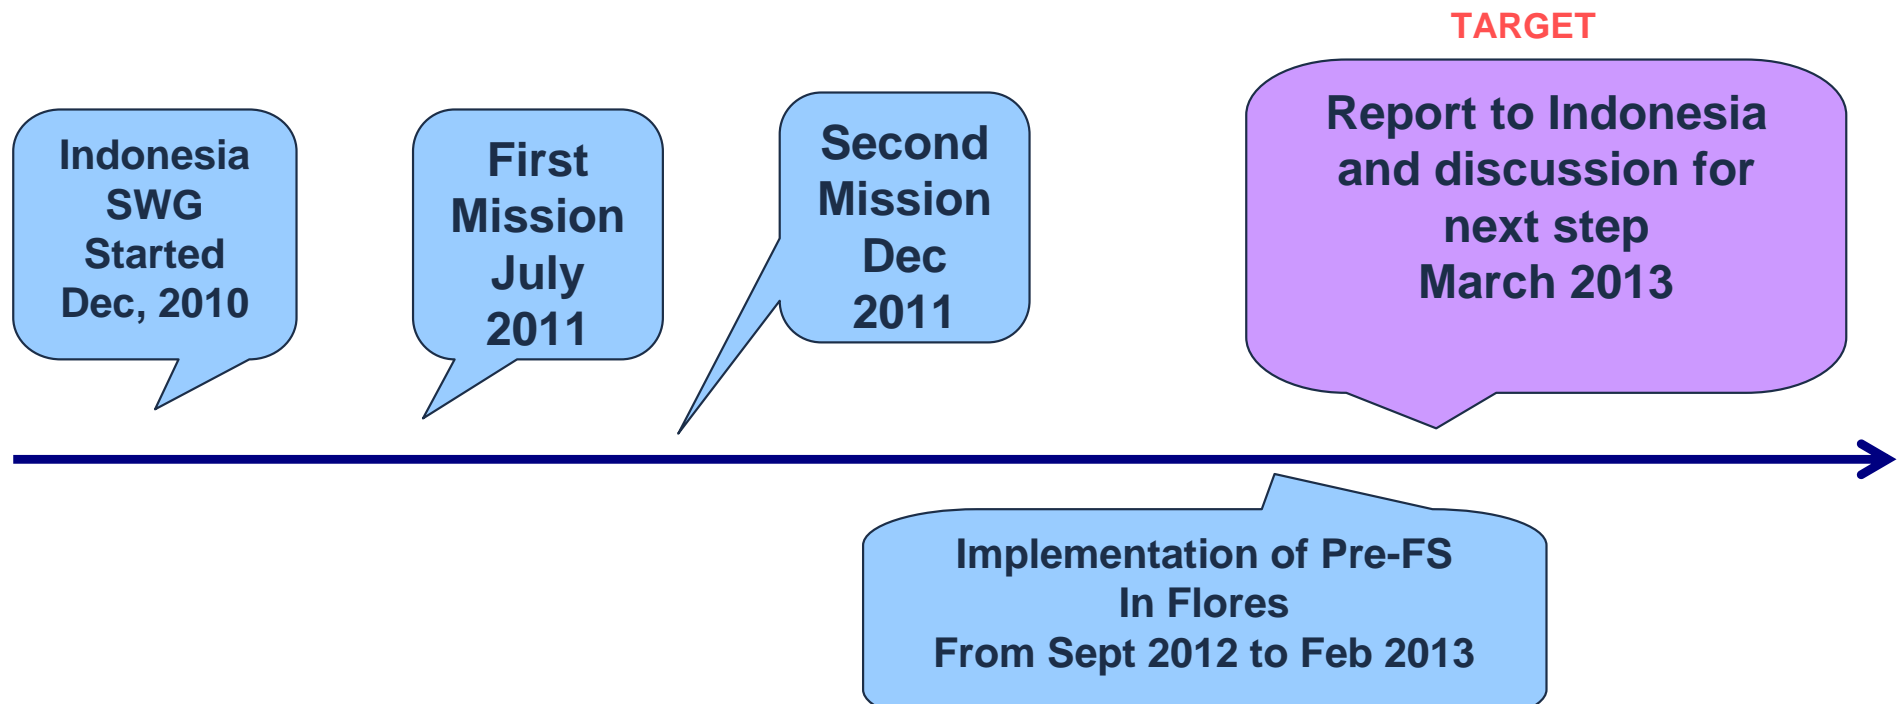 TARGET
Indonesia
SWG
Started
Dec, 2010
First
Mission
July
2011
Second
Mission
Dec
2011
Report to Indonesia
and discussion for
next step
March 2013
Implementation of Pre-FS
In Flores
From Sept 2012 to Feb 2013